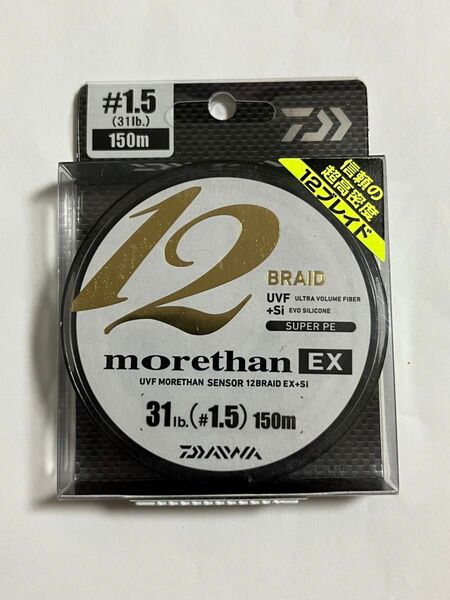 #1.5
(31lb.)
150m
信頼の
超高密度
12ブレイド
12
BRAID
UVF ULTRA VOLUME FIBER
+Si EVO SILICONE
SUPER PE
morethan EX
UVF MORETHAN SENSOR 12BRAID EX+Si
31lb.(#1.5) 150m
DAIWA